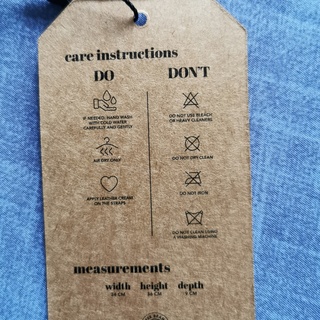 care instructions
DO
DON'T
IF NEEDED, HAND WASH
WITH COLD WATER
CAREFULLY AND GENTLY
DO NOT USE BLEACH
OR HEAVY CLEANERS
AIR DRY ONLY
DO NOT DRY CLEAN
APPLY LEATHER CREAM
ON THE STRAPS
DO NOT IRON
DO NOT CLEAN USING
A WASHING MACHINE
measurements
width height depth
CM CM CM